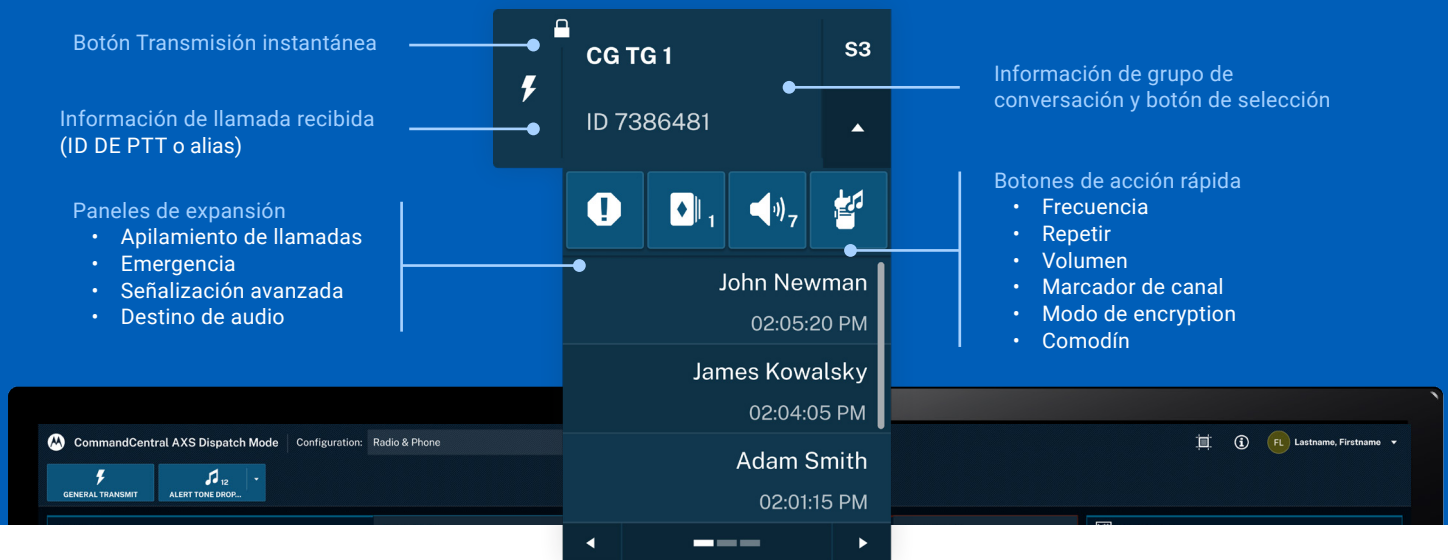 Botón Transmisión instantánea
Información de llamada recibida
(ID DE PTT o alias)
Paneles de expansión
• Apilamiento de llamadas
• Emergencia
• Señalización avanzada
• Destino de audio
CG TG 1
S3
ID 7386481
1
7
John Newman
02:05:20 PM
James Kowalsky
02:04:05 PM
Adam Smith
02:01:15 PM
Información de grupo de
conversación y botón de selección
Botones de acción rápida
• Frecuencia
• Repetir
• Volumen
• Marcador de canal
• Modo de encryption
• Comodín
CommandCentral AXS Dispatch Mode
Configuration: Radio & Phone
FL Lastname, Firstname
12
GENERAL TRANSMIT
ALERT TONE DROP...